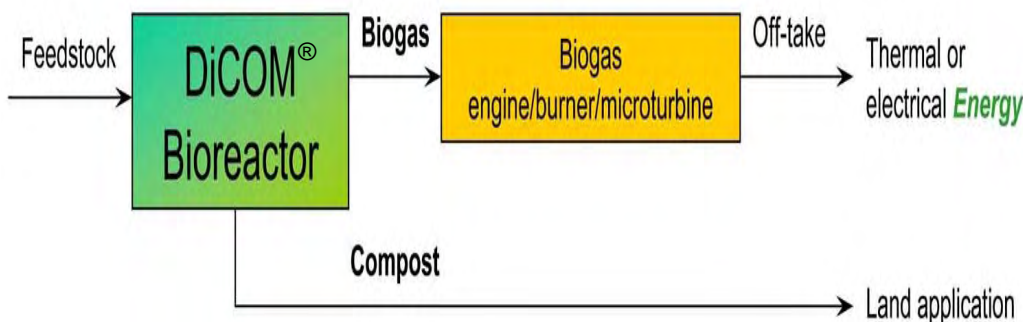 Feedstock
DiCOM®
Bioreactor
Biogas
Biogas
engine/burner/microturbine
Off-take
Thermal or
electrical Energy
Compost
Land application